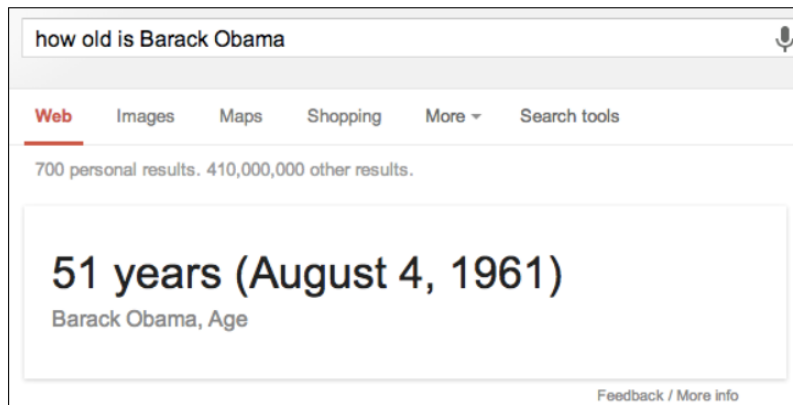 how old is Barack Obama
Web Images Maps Shopping More Search tools
700 personal results. 410,000,000 other results.
51 years (August 4, 1961)
Barack Obama, Age
Feedback / More info